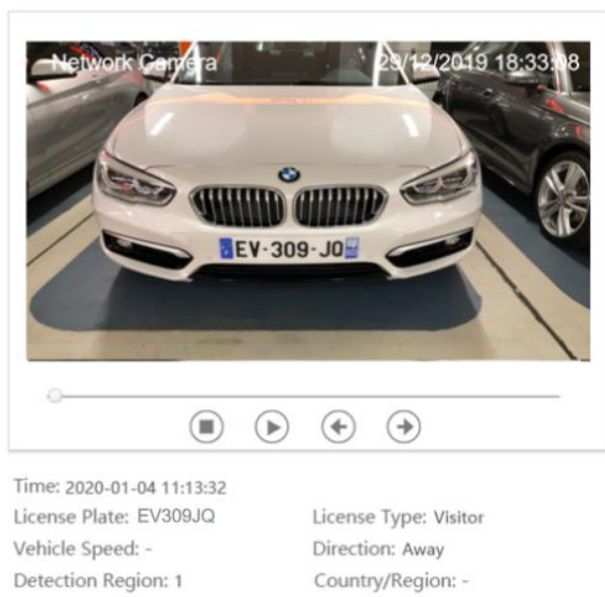 Network Camera 29/12/2019 18:33:08
EV-309-JQ
Time: 2020-01-04 11:13:32
License Plate: EV309JQ License Type: Visitor
Vehicle Speed: - Direction: Away
Detection Region: 1 Country/Region: -